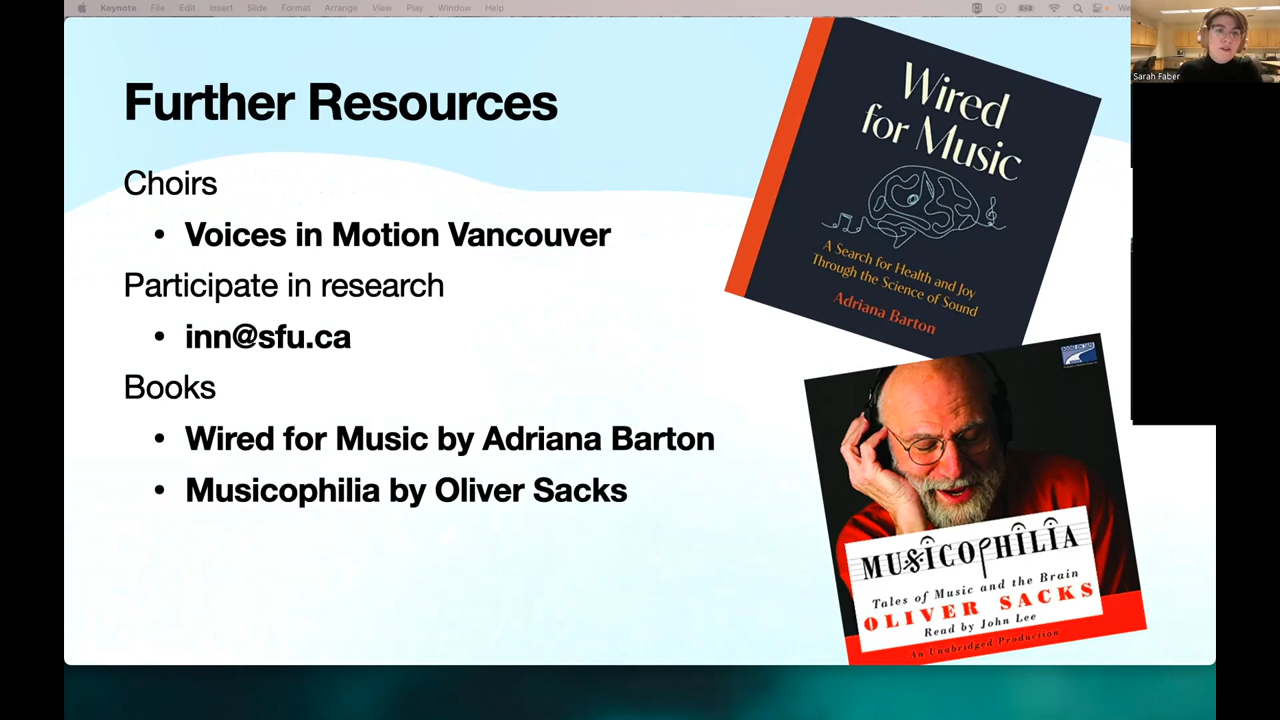 Keynote File Edit Insert Slide Format Arrange View Play Window Help
Sarah Faber
Further Resources
Choirs
• Voices in Motion Vancouver
Participate in research
• inn@sfu.ca
Books
• Wired for Music by Adriana Barton
• Musicophilia by Oliver Sacks
Wired
for Music
A Search for Health and Joy
Through the Science of Sound
Adriana Barton
BOOKS ON TAPE
MUSICOPHILIA
Tales of Music and the Brain
OLIVER SACKS
Read by John Lee
An Unabridged Production